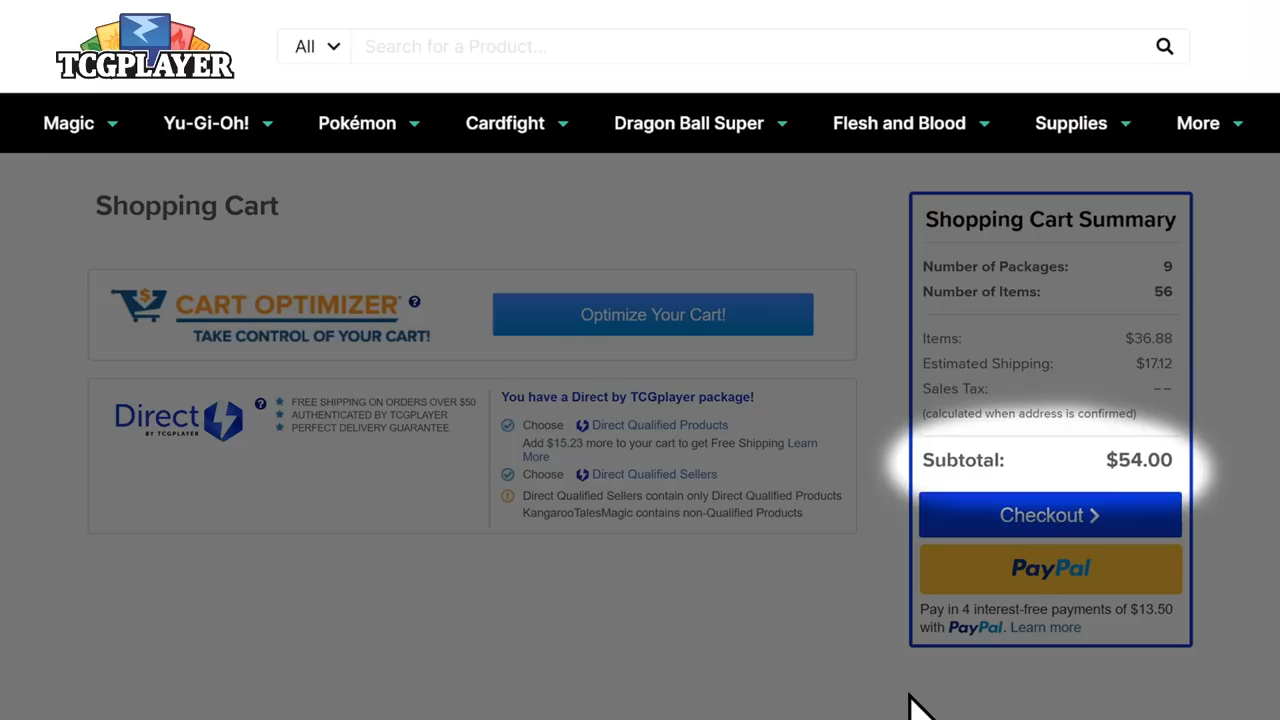 TCGPLAYER
All
Search for a Product...
Magic
Yu-Gi-Oh!
Pokémon
Cardfight
Dragon Ball Super
Flesh and Blood
Supplies
More
Shopping Cart
CART OPTIMIZER
?
TAKE CONTROL OF YOUR CART!
Optimize Your Cart!
Direct
BY TCGPLAYER
?
FREE SHIPPING ON ORDERS OVER $50
AUTHENTICATED BY TCGPLAYER
PERFECT DELIVERY GUARANTEE
You have a Direct by TCGplayer package!
Choose Direct Qualified Products
Add $15.23 more to your cart to get Free Shipping Learn
More
Choose Direct Qualified Sellers
Direct Qualified Sellers contain only Direct Qualified Products
KangarooTalesMagic contains non-Qualified Products
Shopping Cart Summary
Number of Packages: 9
Number of Items: 56
Items: $36.88
Estimated Shipping: $17.12
Sales Tax: --
(calculated when address is confirmed)
Subtotal: $54.00
Checkout
PayPal
Pay in 4 interest-free payments of $13.50
with PayPal. Learn more